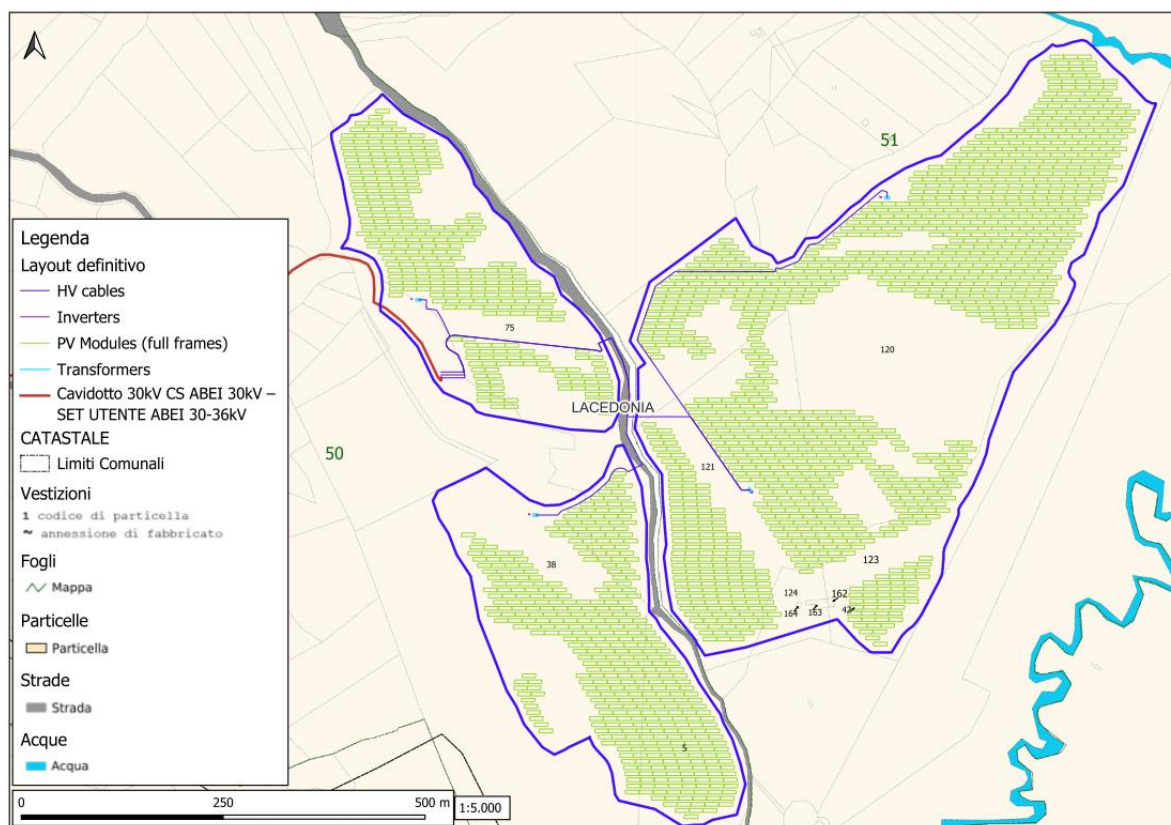 51
75
120
LACEDONIA
50
121
38
123
124
162
164
163
42
5
Legenda
Layout definitivo
HV cables
Inverters
PV Modules (full frames)
Transformers
Cavidotto 30kV CS ABEI 30kV –
SET UTENTE ABEI 30-36kV
CATASTALE
Limiti Comunali
Vestizioni
1 codice di particella
~ annessione di fabbricato
Fogli
Mappa
Particelle
Particella
Strade
Strada
Acque
Acqua
0 250 500 m
1:5.000